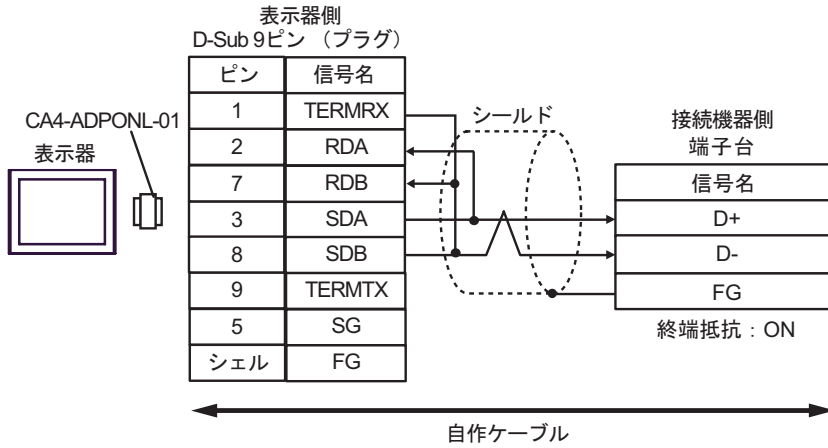 表示器側
D-Sub 9ピン （プラグ）
CA4-ADPONL-01
表示器
ピン 信号名
1 TERMRX
2 RDA
7 RDB
3 SDA
8 SDB
9 TERMTX
5 SG
シェル FG
シールド
接続機器側
端子台
信号名
D+
D-
FG
終端抵抗：ON
自作ケーブル